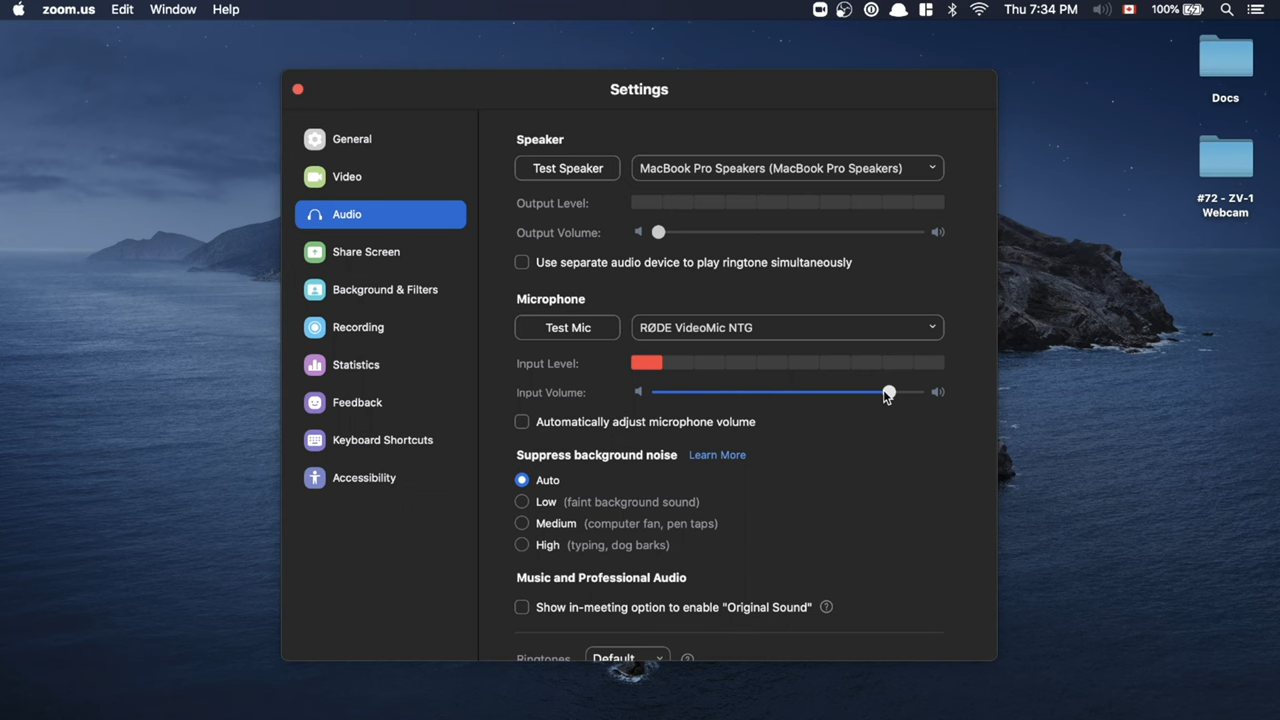 zoom.us Edit Window Help Thu 7:34 PM 100%
Docs
#72 - ZV-1
Webcam
Settings
General
Video
Audio
Share Screen
Background & Filters
Recording
Statistics
Feedback
Keyboard Shortcuts
Accessibility
Speaker
Test Speaker MacBook Pro Speakers (MacBook Pro Speakers)
Output Level:
Output Volume:
Use separate audio device to play ringtone simultaneously
Microphone
Test Mic RØDE VideoMic NTG
Input Level:
Input Volume:
Automatically adjust microphone volume
Suppress background noise Learn More
Auto
Low (faint background sound)
Medium (computer fan, pen taps)
High (typing, dog barks)
Music and Professional Audio
Show in-meeting option to enable "Original Sound" ?
Ringtones Default ?